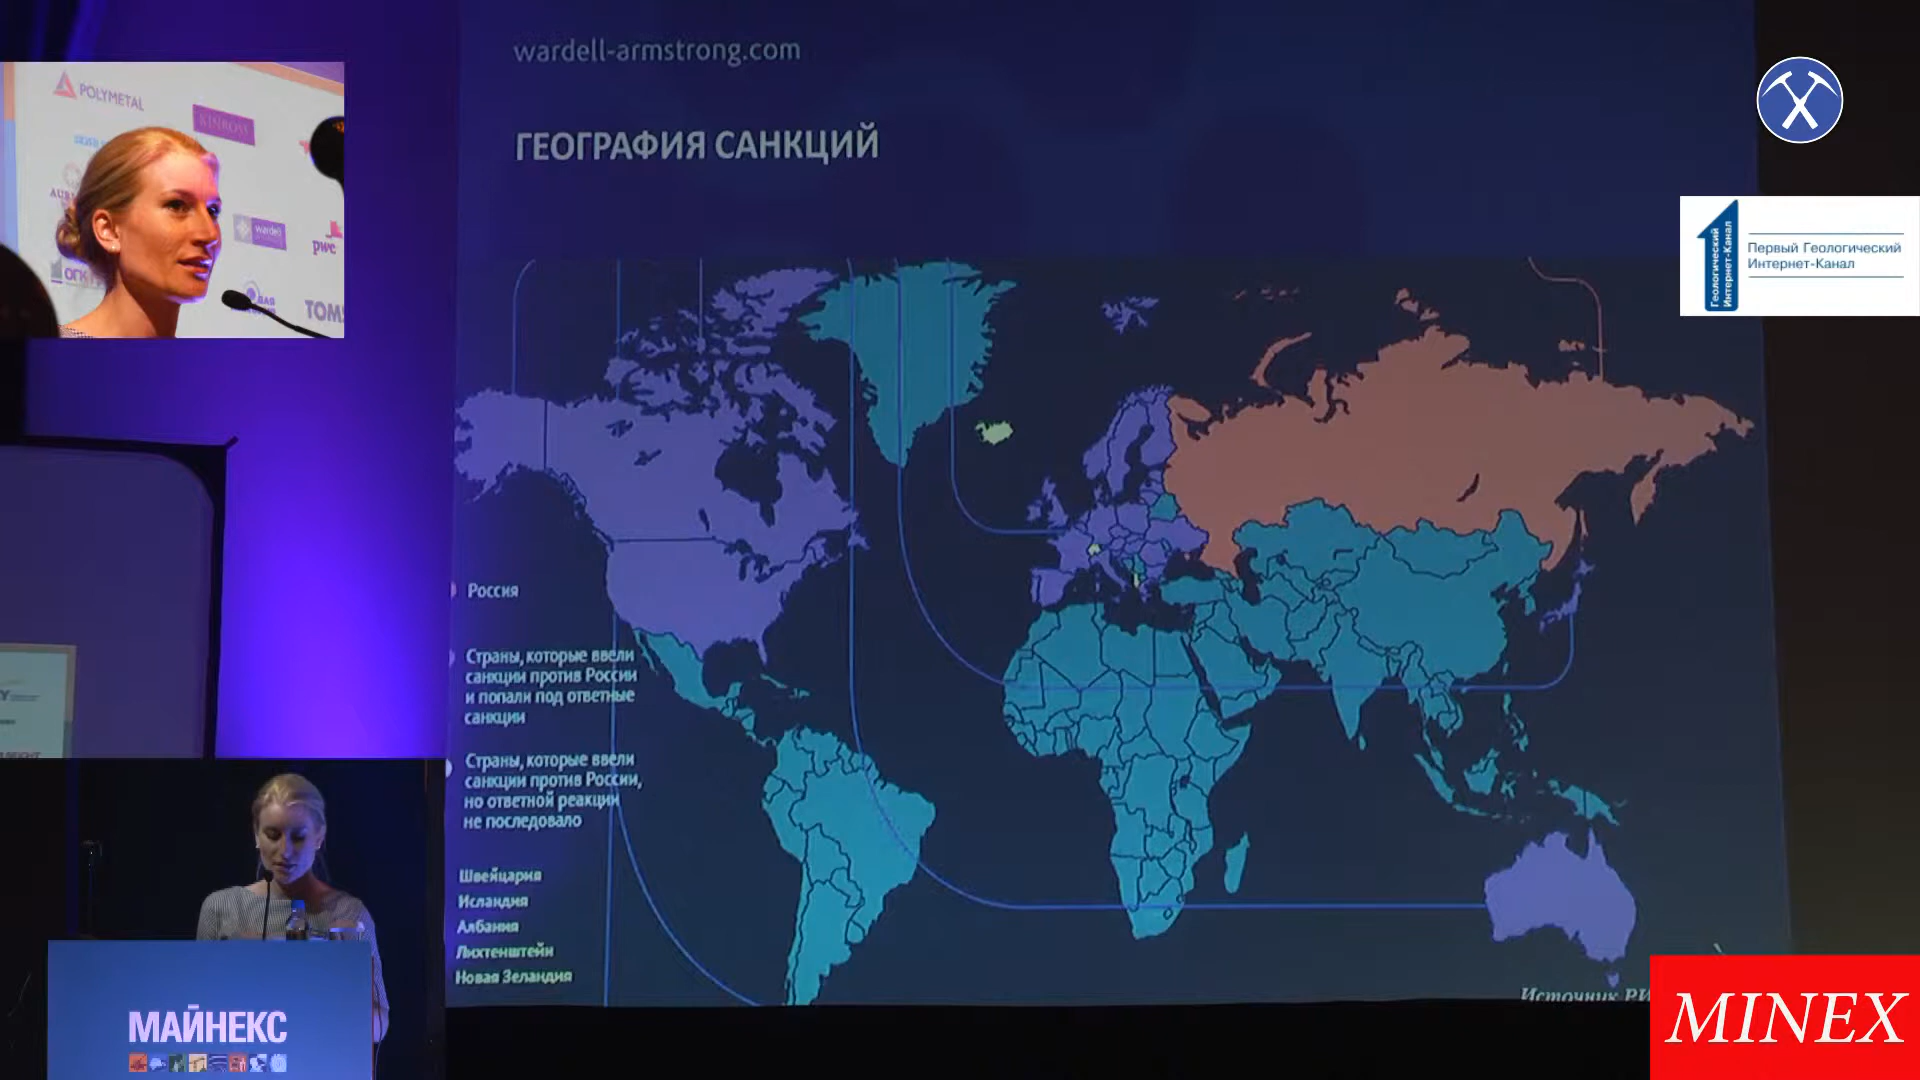 wardell-armstrong.com
ГЕОГРАФИЯ САНКЦИЙ
POLYMETAL
KINROSS
wardell
pwc
ОГК
Россия
Страны, которые ввели
санкции против России
и попали под ответные
санкции
Страны, которые ввели
санкции против России,
но ответной реакции
не последовало
Швейцария
Исландия
Албания
Лихтенштейн
Новая Зеландия
Источник
МАЙНЕКС
Геологический
Интернет-Канал
Первый Геологический
Интернет-Канал
MINEX